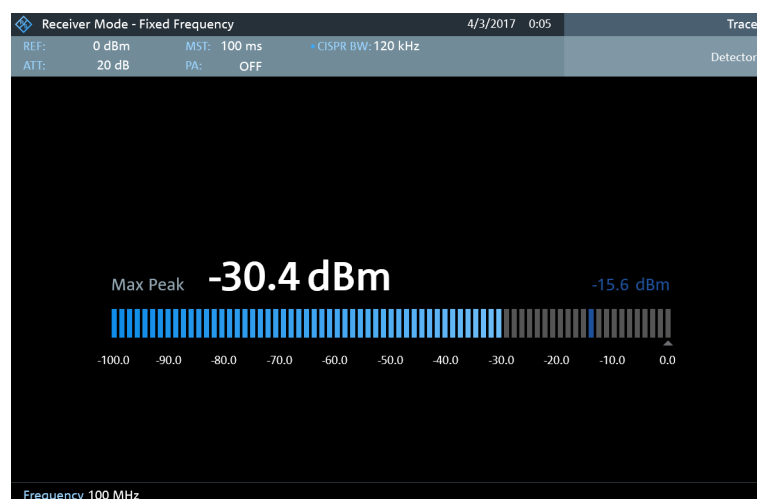 Receiver Mode - Fixed Frequency 4/3/2017 0:05 Trace
REF: 0 dBm MST: 100 ms CISPR BW: 120 kHz
ATT: 20 dB PA: OFF Detector
Max Peak -30.4 dBm -15.6 dBm
-100.0 -90.0 -80.0 -70.0 -60.0 -50.0 -40.0 -30.0 -20.0 -10.0 0.0
Frequency 100 MHz